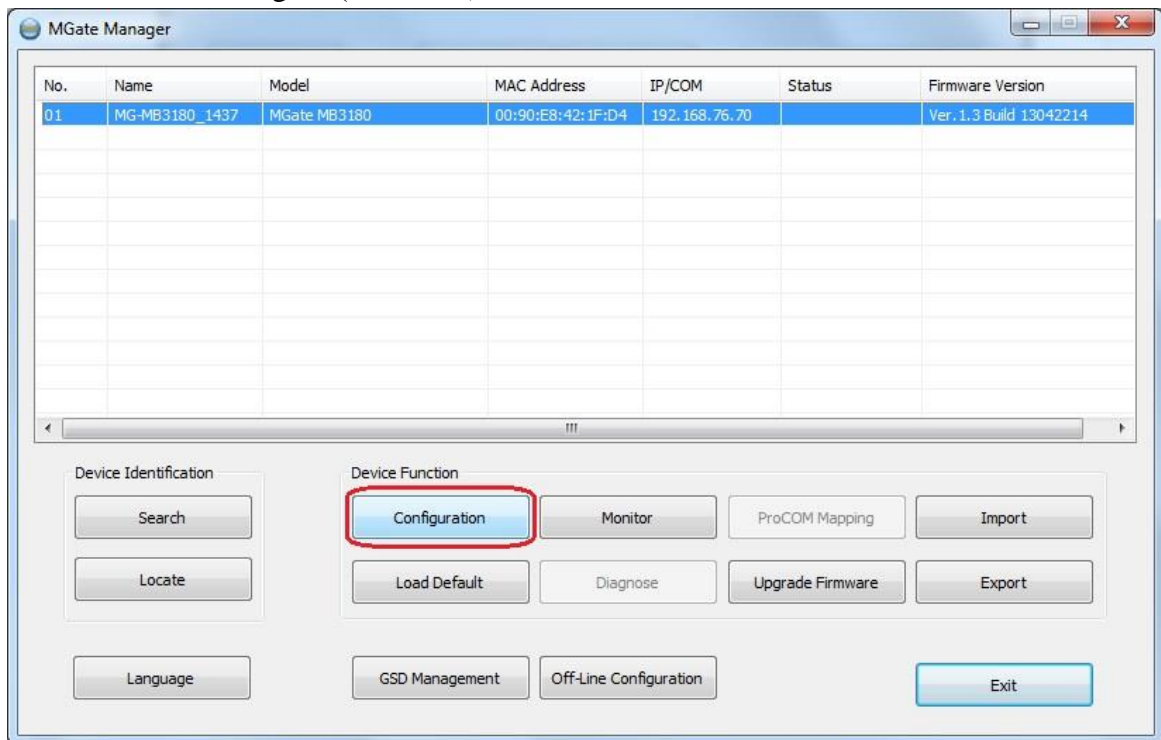 MGate Manager
No. Name Model MAC Address IP/COM Status Firmware Version
01 MG-MB3180_1437 MGate MB3180 00:90:E8:42:1F:D4 192.168.76.70 Ver.1.3 Build 13042214
Device Identification Device Function
Search Configuration Monitor ProCOM Mapping Import
Locate Load Default Diagnose Upgrade Firmware Export
Language GSD Management Off-Line Configuration Exit